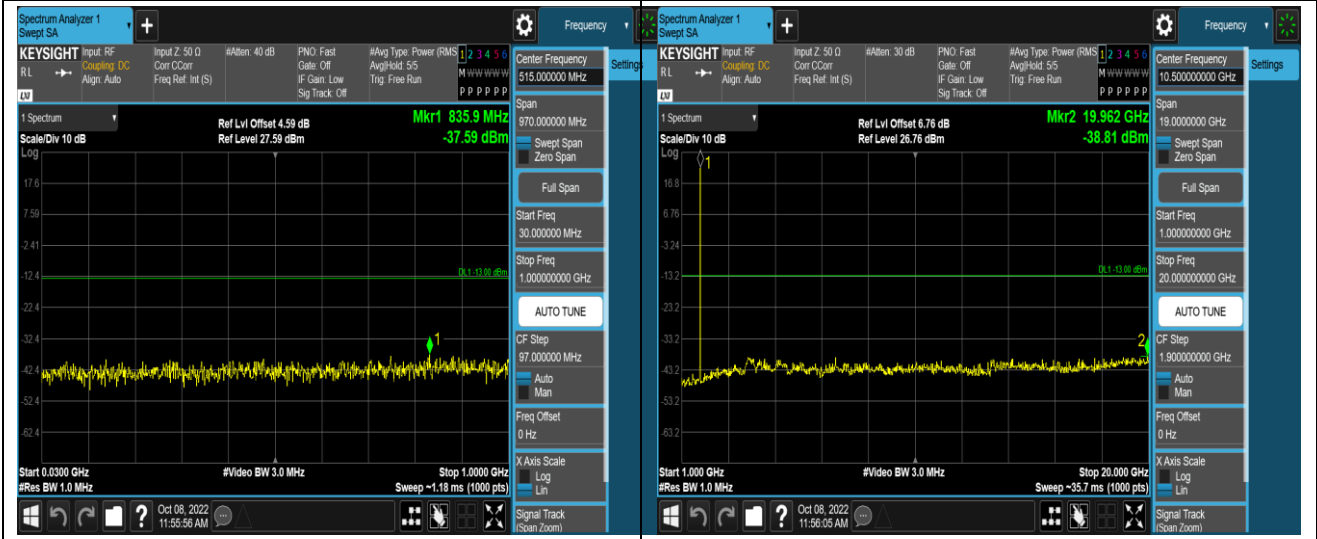 Spectrum Analyzer 1
Swept SA
+
Frequency
KEYSIGHT
RL
LXI
Input: RF
Coupling: DC
Align: Auto
Input Z: 50 Ω
Corr CCorr
Freq Ref: Int (S)
#Atten: 40 dB
PNO: Fast
Gate: Off
IF Gain: Low
Sig Track: Off
#Avg Type: Power (RMS
Avg|Hold: 5/5
Trig: Free Run
1 2 3 4 5 6
M W W W W W
P P P P P P
1 Spectrum
Scale/Div 10 dB
Log
Ref Lvl Offset 4.59 dB
Ref Level 27.59 dBm
Mkr1 835.9 MHz
-37.59 dBm
17.6
7.59
-2.41
-12.4
-22.4
-32.4
-42.4
-52.4
-62.4
DL1 -13.00 dBm
1
Start 0.0300 GHz
#Res BW 1.0 MHz
#Video BW 3.0 MHz
Stop 1.0000 GHz
Sweep ~1.18 ms (1000 pts)
Oct 08, 2022
11:55:56 AM
?
Center Frequency
515.000000 MHz
Span
970.000000 MHz
Swept Span
Zero Span
Full Span
Start Freq
30.000000 MHz
Stop Freq
1.000000000 GHz
AUTO TUNE
CF Step
97.000000 MHz
Auto
Man
Freq Offset
0 Hz
X Axis Scale
Log
Lin
Signal Track
(Span Zoom)
Settings
Spectrum Analyzer 1
Swept SA
+
Frequency
KEYSIGHT
RL
LXI
Input: RF
Coupling: DC
Align: Auto
Input Z: 50 Ω
Corr CCorr
Freq Ref: Int (S)
#Atten: 30 dB
PNO: Fast
Gate: Off
IF Gain: Low
Sig Track: Off
#Avg Type: Power (RMS
Avg|Hold: 5/5
Trig: Free Run
1 2 3 4 5 6
M W W W W W
P P P P P P
1 Spectrum
Scale/Div 10 dB
Log
Ref Lvl Offset 6.76 dB
Ref Level 26.76 dBm
Mkr2 19.962 GHz
-38.81 dBm
1
16.8
6.76
-3.24
-13.2
-23.2
-33.2
-43.2
-53.2
-63.2
DL1 -13.00 dBm
2
Start 1.000 GHz
#Res BW 1.0 MHz
#Video BW 3.0 MHz
Stop 20.000 GHz
Sweep ~35.7 ms (1000 pts)
Oct 08, 2022
11:56:05 AM
?
Center Frequency
10.500000000 GHz
Span
19.0000000 GHz
Swept Span
Zero Span
Full Span
Start Freq
1.000000000 GHz
Stop Freq
20.000000000 GHz
AUTO TUNE
CF Step
1.900000000 GHz
Auto
Man
Freq Offset
0 Hz
X Axis Scale
Log
Lin
Signal Track
(Span Zoom)
Settings